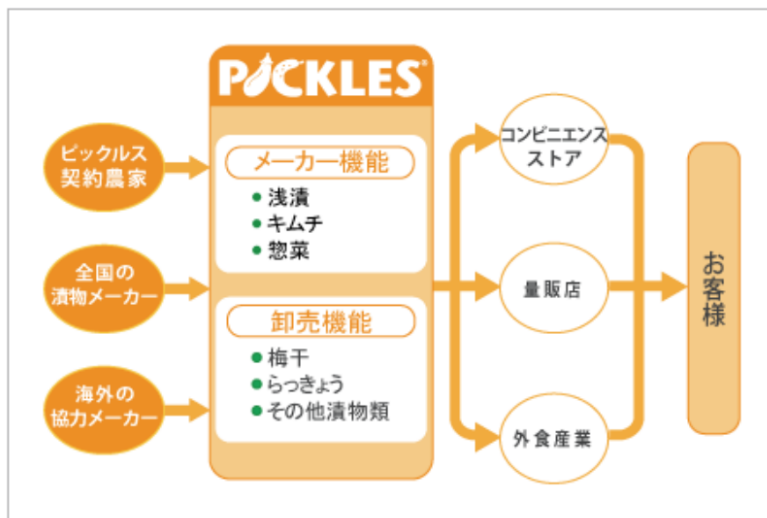 PICKLES®
ピックルス
契約農家
全国の
漬物メーカー
海外の
協力メーカー
メーカー機能
浅漬
キムチ
惣菜
卸売機能
梅干
らっきょう
その他漬物類
コンビニエンス
ストア
量販店
外食産業
お客様